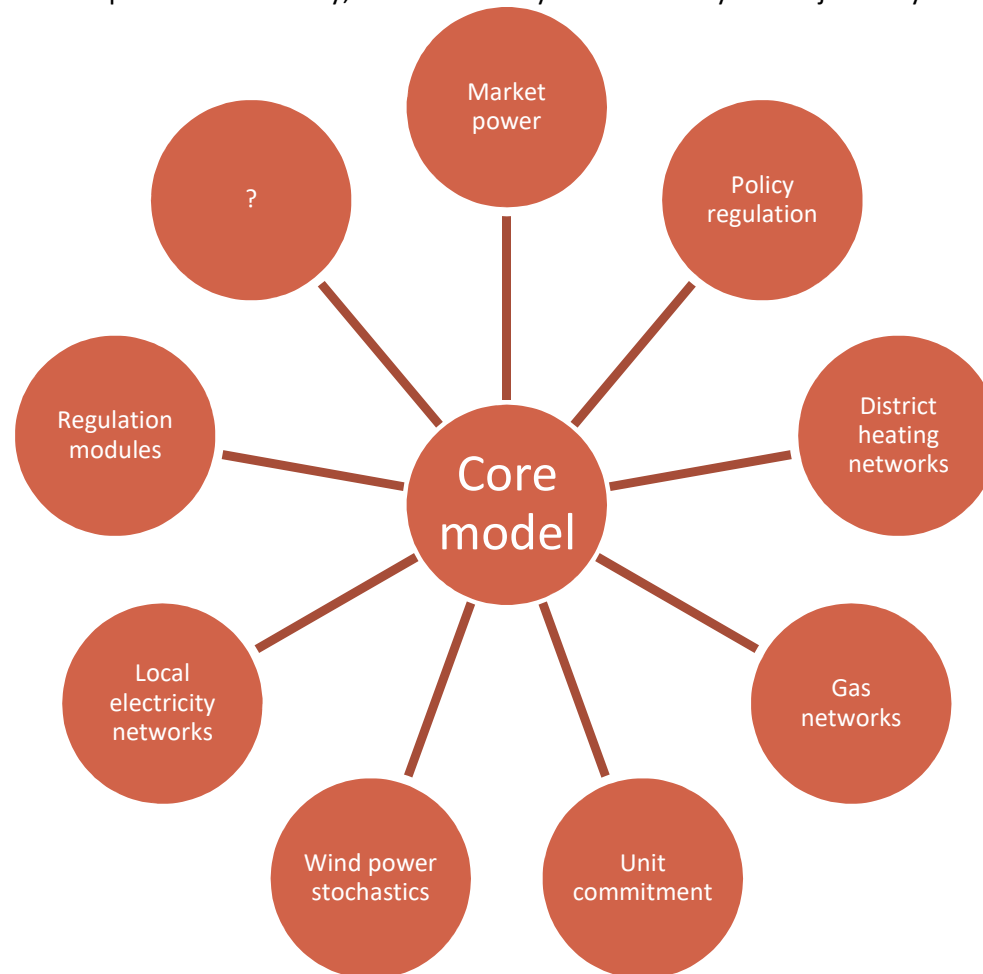 Market
power
Policy
regulation
District
heating
networks
Gas
networks
Unit
commitment
Wind power
stochastics
Local
electricity
networks
Regulation
modules
?
Core
model